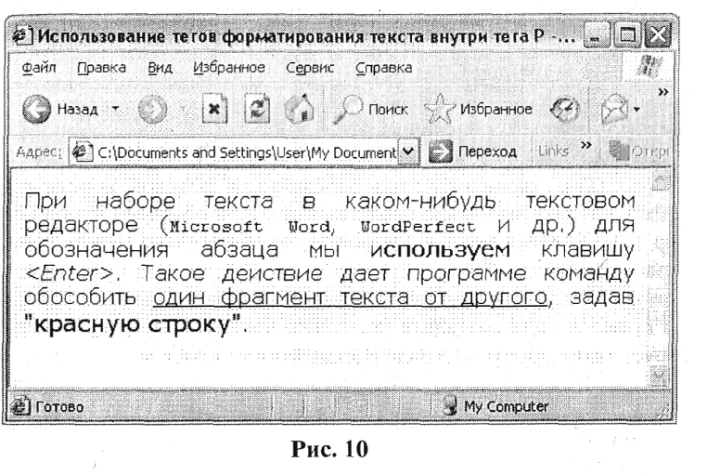 Использование тегов форматирования текста внутри тега P -...
Файл Правка Вид Избранное Сервис Справка
Назад Поиск Избранное »
Адрес: C:\Documents and Settings\User\My Document Переход Links »
При наборе текста в каком-нибудь текстовом
редакторе (Microsoft Word, WordPerfect и др.) для
обозначения абзаца мы используем клавишу
<Enter>. Такое действие дает программе команду
обособить один фрагмент текста от другого, задав
"красную строку".
Готово My Computer
Рис. 10